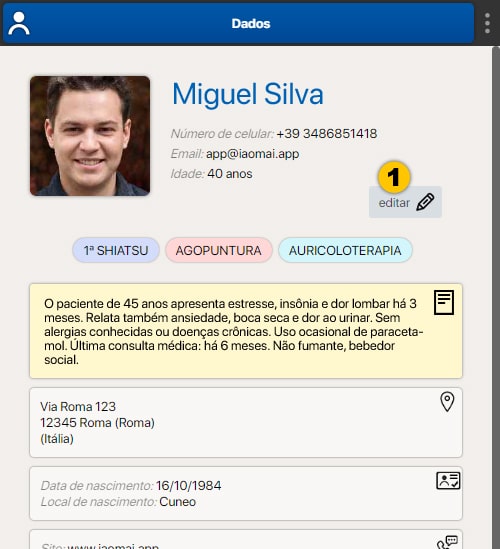 Dados
Miguel Silva
Número de celular: +39 3486851418
Email: app@iaomai.app
Idade: 40 anos
1
editar
1ª SHIATSU
AGOPUNTURA
AURICOLOTERAPIA
O paciente de 45 anos apresenta estresse, insônia e dor lombar há 3
meses. Relata também ansiedade, boca seca e dor ao urinar. Sem
alergias conhecidas ou doenças crônicas. Uso ocasional de paraceta-
mol. Última consulta médica: há 6 meses. Não fumante, bebedor
social.
Via Roma 123
12345 Roma (Roma)
(Itália)
Data de nascimento: 16/10/1984
Local de nascimento: Cuneo
Site: www.iaomai.app